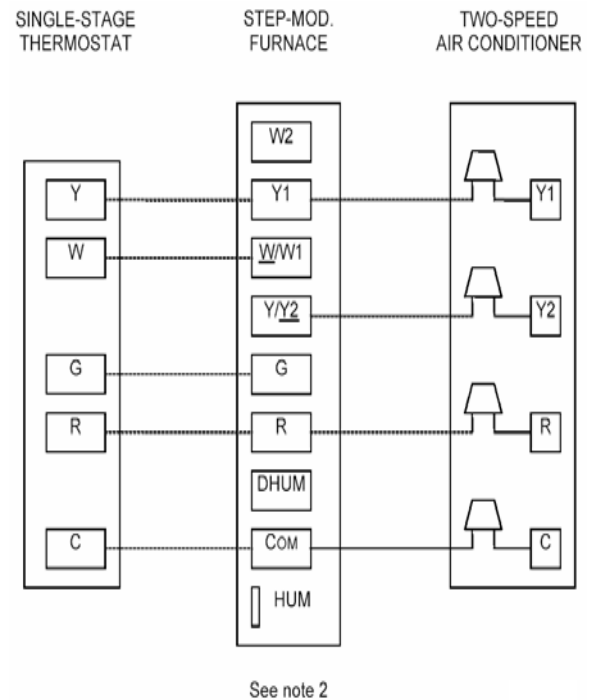 SINGLE-STAGE
THERMOSTAT
STEP-MOD.
FURNACE
TWO-SPEED
AIR CONDITIONER
W2
Y
Y1
Y1
W
W/W1
Y/Y2
Y2
G
G
R
R
R
DHUM
C
COM
C
HUM
See note 2